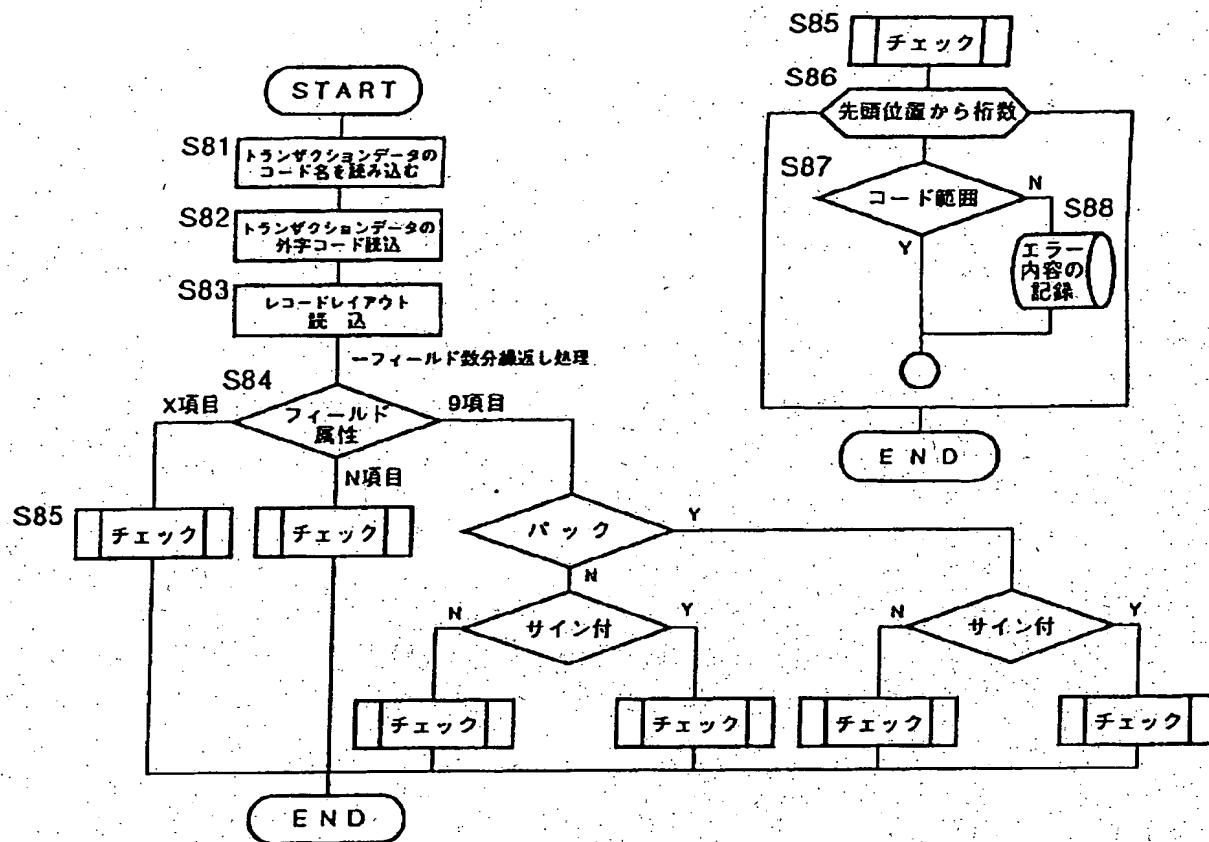 START
S81
トランザクションデータの
コード名を読み込む
S82
トランザクションデータの
外字コード読込
S83
レコードレイアウト
読込
ーフィールド数分繰返し処理
S84
フィールド
属性
X項目
9項目
N項目
S85
チェック
チェック
パック
Y
N
サイン付
N
Y
サイン付
N
Y
チェック
チェック
チェック
チェック
END
S85
チェック
S86
先頭位置から桁数
S87
コード範囲
N
Y
S88
エラー
内容の
記録
END